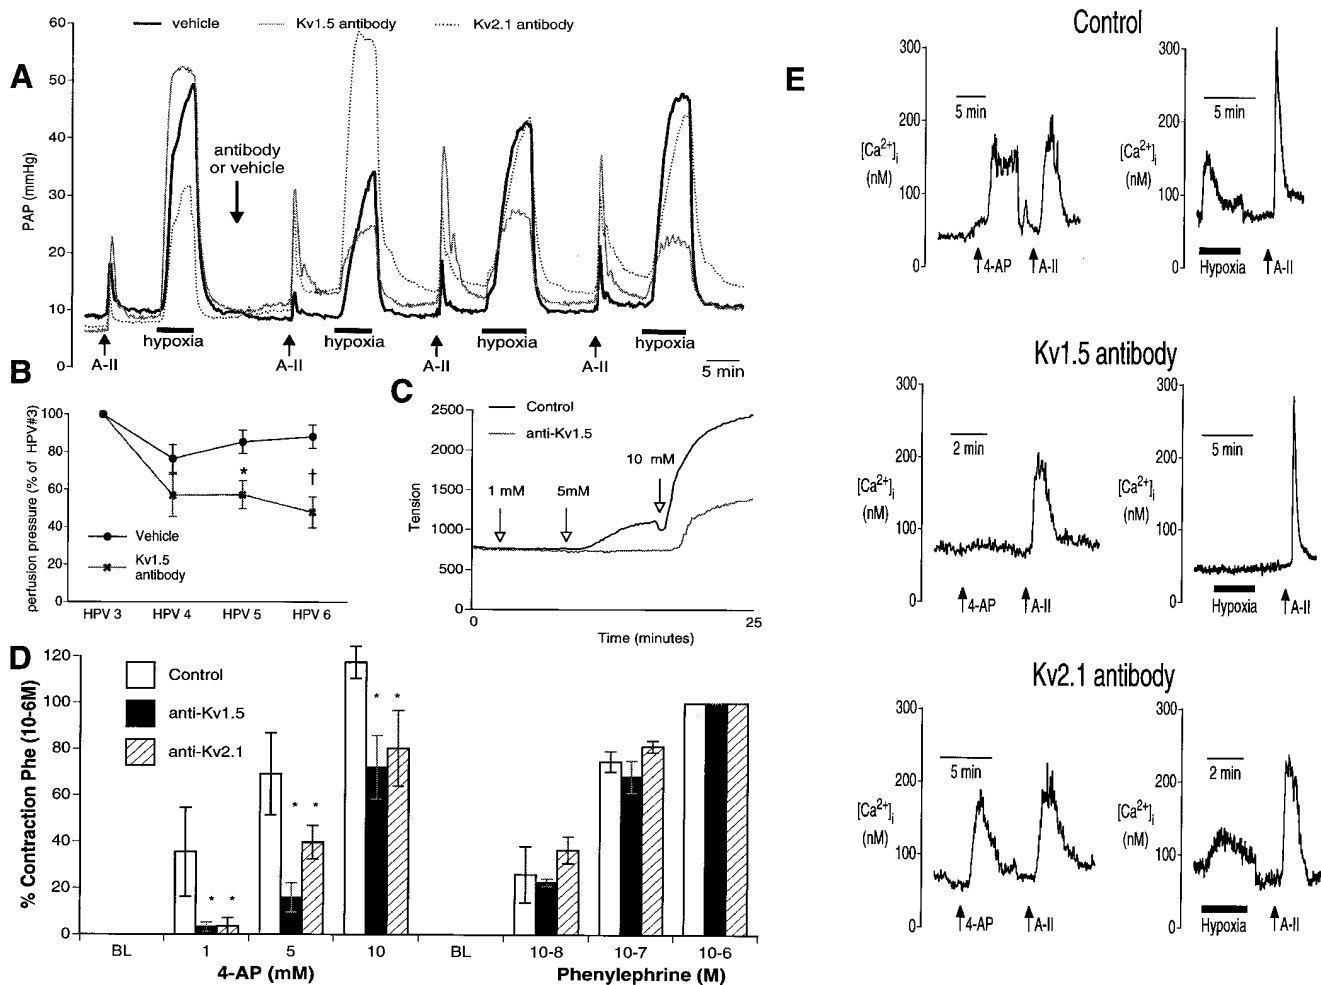 A
vehicle
Kv1.5 antibody
Kv2.1 antibody
60
50
40
30
20
10
0
PAP (mmHg)
antibody
or vehicle
hypoxia
hypoxia
hypoxia
hypoxia
A-II
A-II
A-II
A-II
5 min
B
100
80
60
40
20
0
perfusion pressure (% of HPV#3)
*
†
Vehicle
Kv1.5
antibody
HPV 3
HPV 4
HPV 5
HPV 6
C
Control
anti-Kv1.5
2500
2000
1500
1000
500
0
Tension
1 mM
5mM
10 mM
0
25
Time (minutes)
D
120
100
80
60
40
20
0
% Contraction Phe (10-6M)
Control
anti-Kv1.5
anti-Kv2.1
* *
* *
* *
BL
1
5
10
BL
10-8
10-7
10-6
4-AP (mM)
Phenylephrine (M)
E
Control
300
200
100
0
[Ca2+]i
(nM)
5 min
4-AP
A-II
300
200
100
0
[Ca2+]i
(nM)
5 min
Hypoxia
A-II
Kv1.5 antibody
300
200
100
0
[Ca2+]i
(nM)
2 min
4-AP
A-II
300
200
100
0
[Ca2+]i
(nM)
5 min
Hypoxia
A-II
Kv2.1 antibody
300
200
100
0
[Ca2+]i
(nM)
5 min
4-AP
A-II
300
200
100
0
[Ca2+]i
(nM)
2 min
Hypoxia
A-II